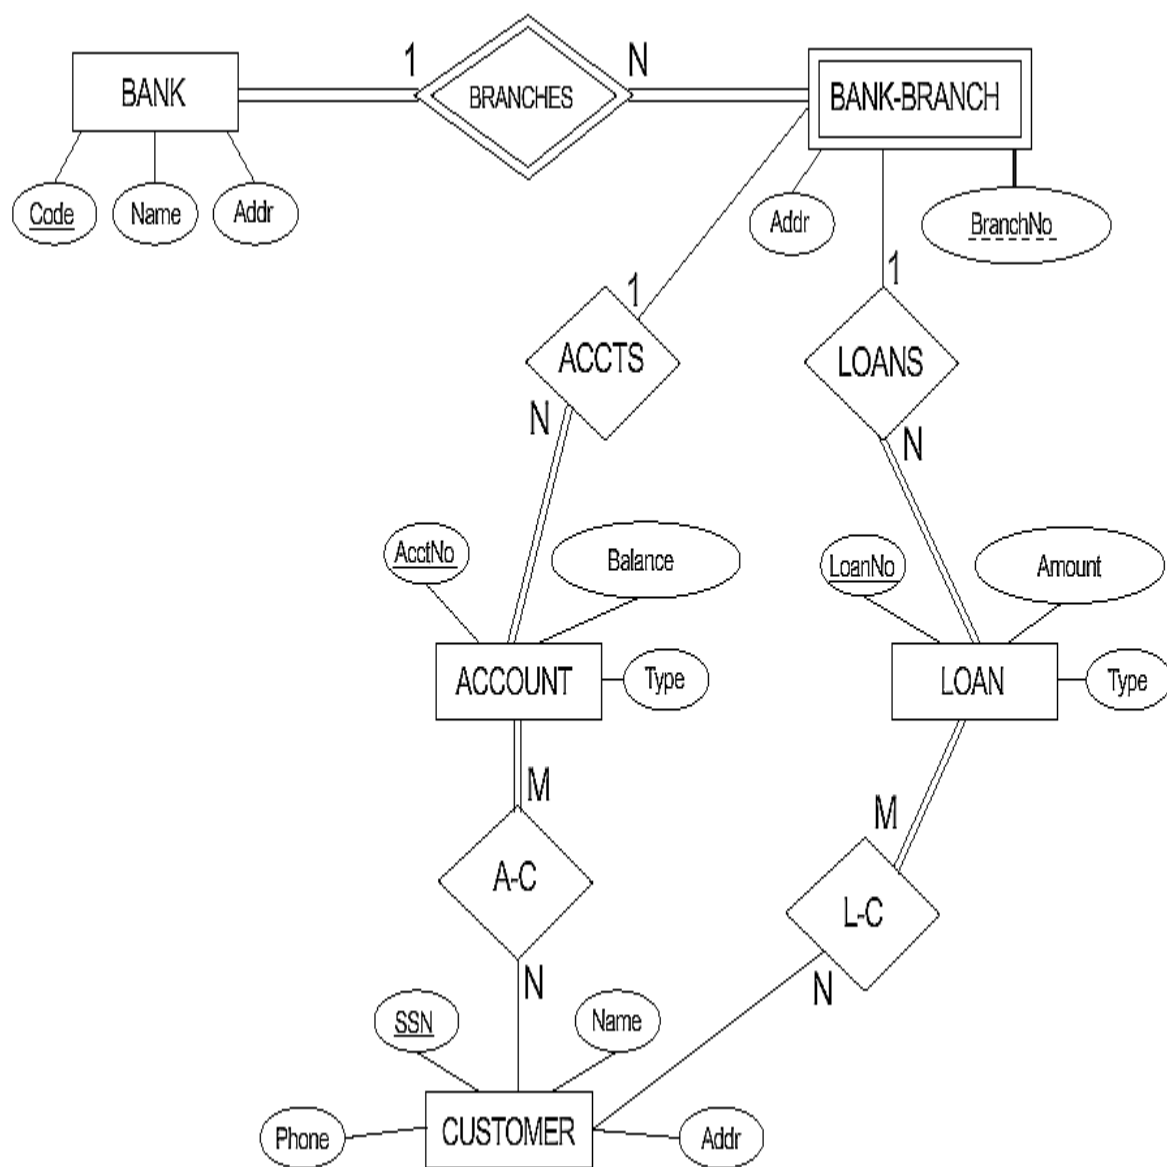 1
N
BANK
BRANCHES
BANK-BRANCH
Code
Name
Addr
Addr
BranchNo
1
1
ACCTS
LOANS
N
N
AcctNo
Balance
LoanNo
Amount
ACCOUNT
Type
LOAN
Type
M
M
A-C
L-C
N
N
SSN
Name
Phone
CUSTOMER
Addr